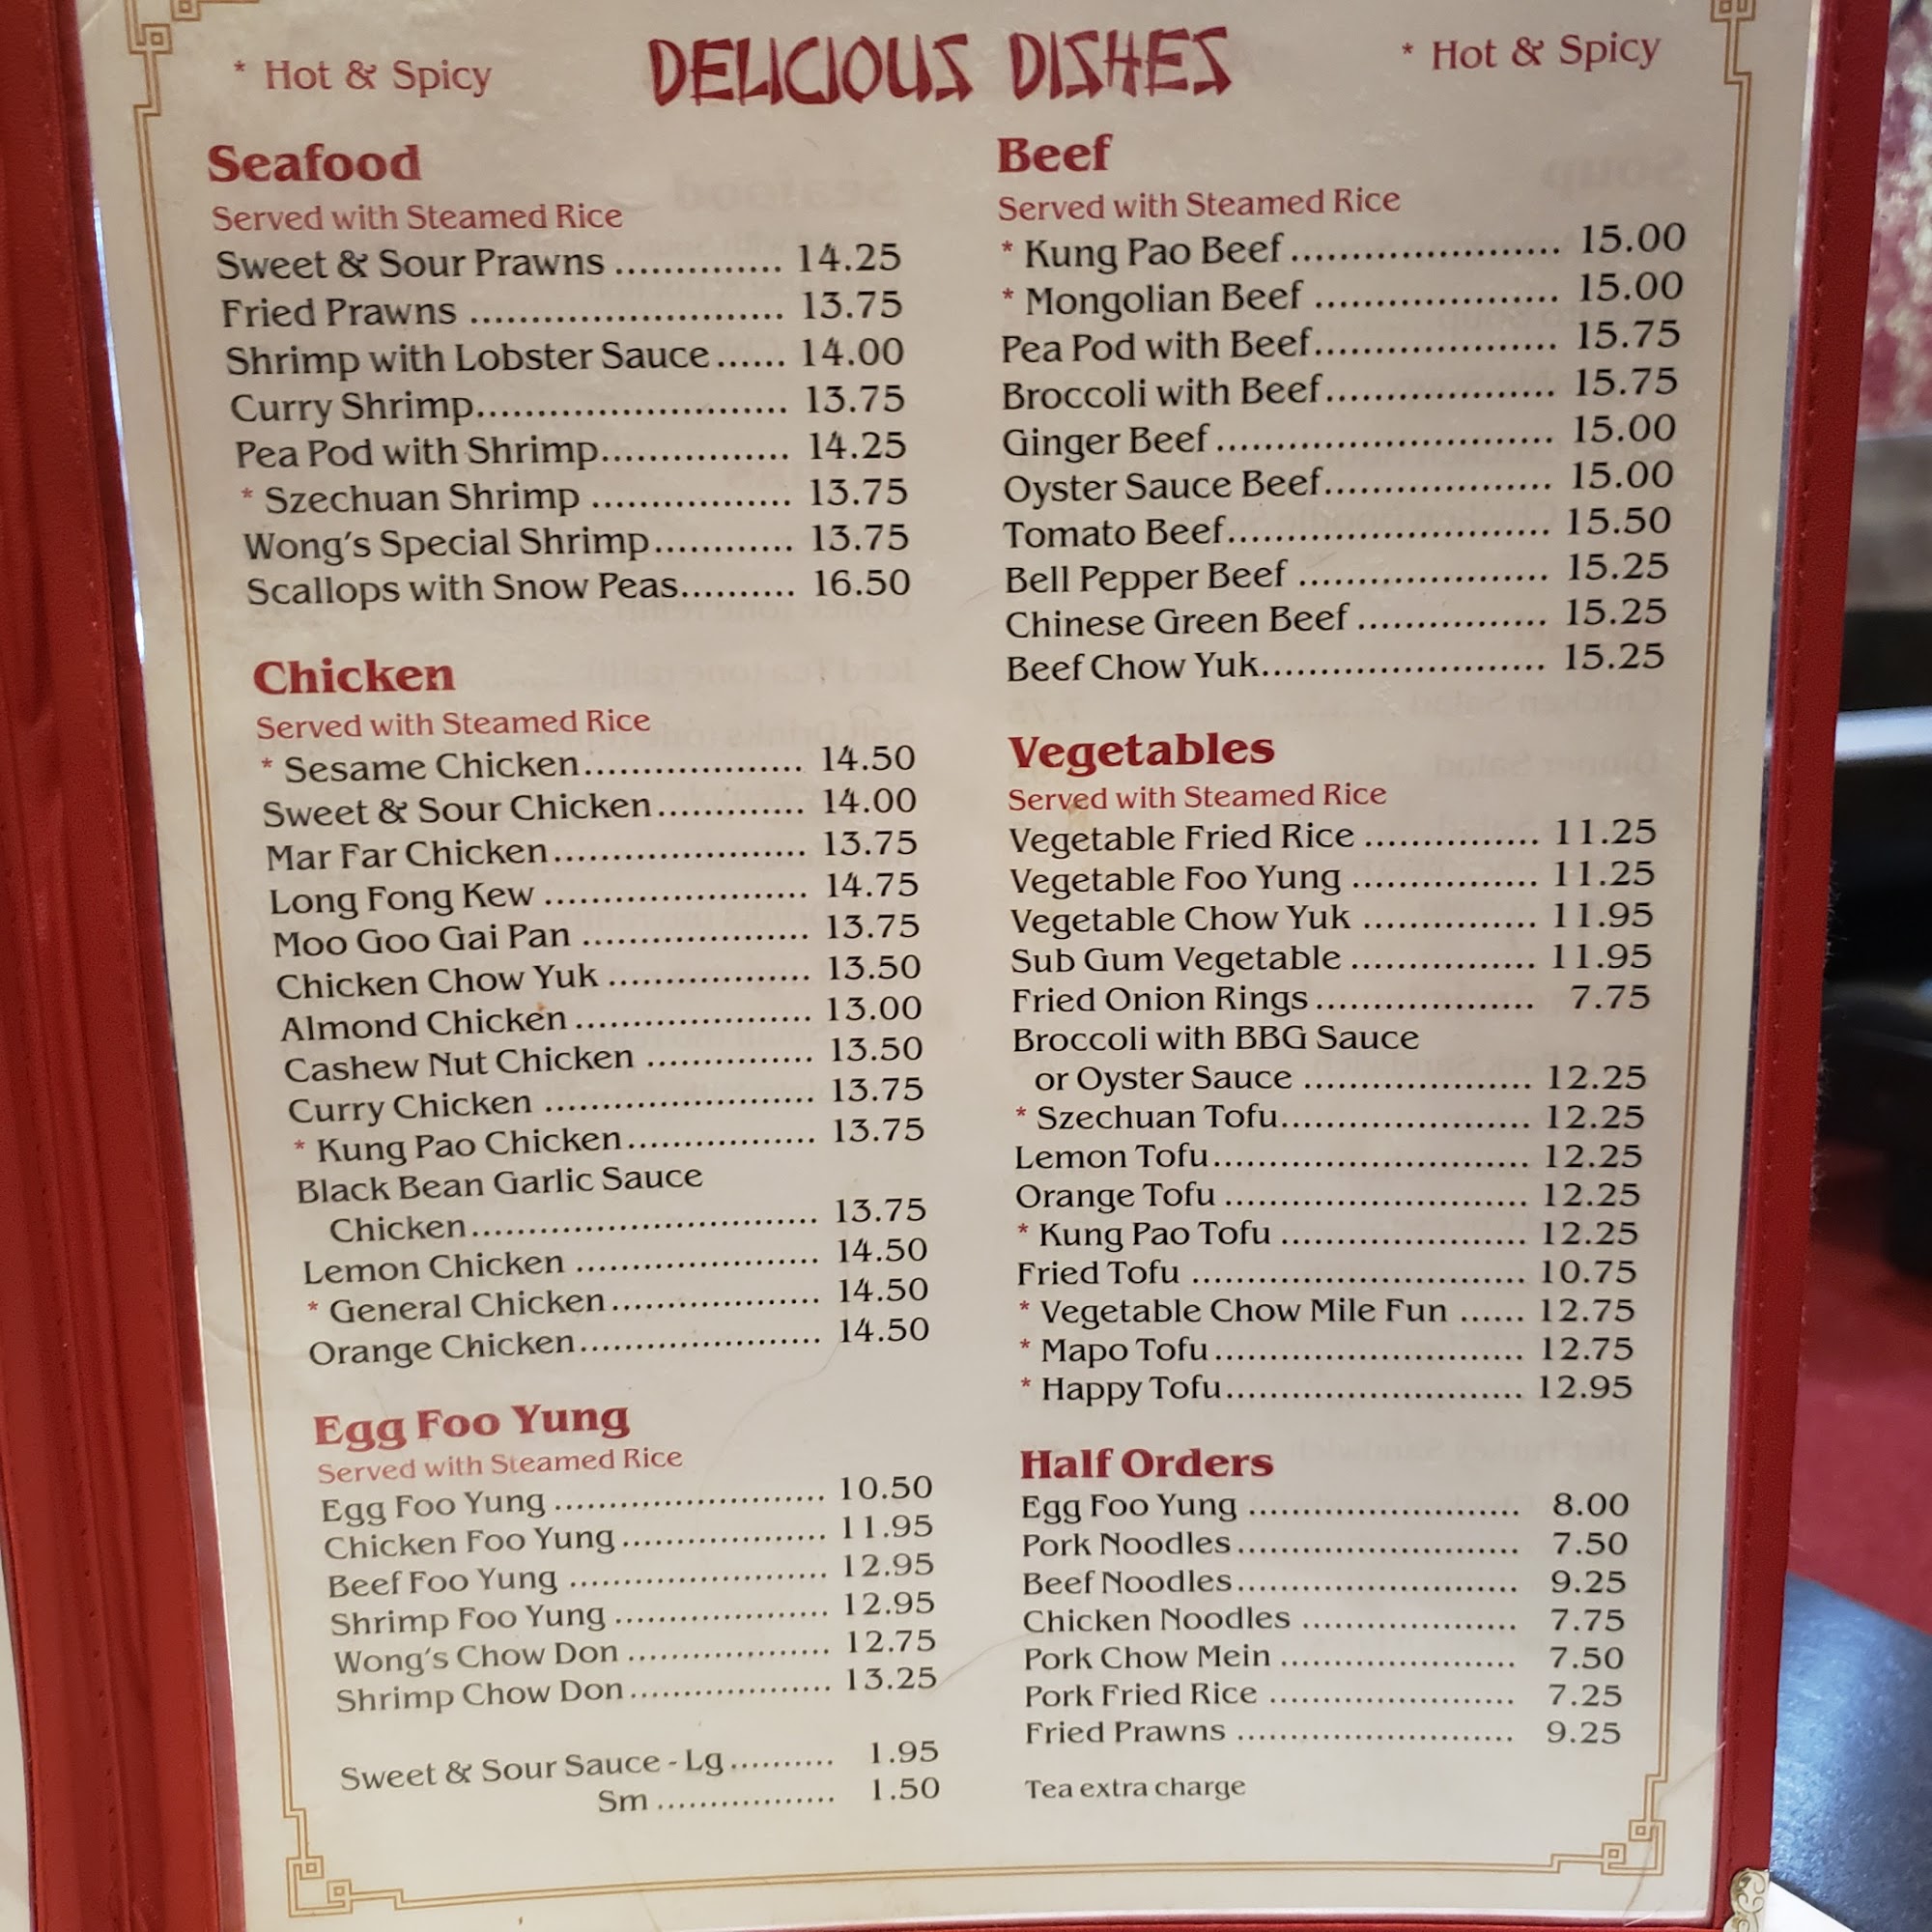 * Hot & Spicy
DELICIOUS DISHES
* Hot & Spicy
Seafood
Served with Steamed Rice
Sweet & Sour Prawns .............. 14.25
Fried Prawns .......................... 13.75
Shrimp with Lobster Sauce...... 14.00
Curry Shrimp.......................... 13.75
Pea Pod with Shrimp................ 14.25
* Szechuan Shrimp ................. 13.75
Wong's Special Shrimp............ 13.75
Scallops with Snow Peas.......... 16.50
Chicken
Served with Steamed Rice
* Sesame Chicken.................... 14.50
Sweet & Sour Chicken............. 14.00
Mar Far Chicken....................... 13.75
Long Fong Kew ........................ 14.75
Moo Goo Gai Pan ..................... 13.75
Chicken Chow Yuk .................. 13.50
Almond Chicken ...................... 13.00
Cashew Nut Chicken ............... 13.50
Curry Chicken ......................... 13.75
* Kung Pao Chicken................. 13.75
Black Bean Garlic Sauce
Chicken................................ 13.75
Lemon Chicken ....................... 14.50
* General Chicken.................... 14.50
Orange Chicken....................... 14.50
Egg Foo Yung
Served with Steamed Rice
Egg Foo Yung .......................... 10.50
Chicken Foo Yung.................... 11.95
Beef Foo Yung ......................... 12.95
Shrimp Foo Yung ..................... 12.95
Wong's Chow Don ................... 12.75
Shrimp Chow Don.................... 13.25
Sweet & Sour Sauce - Lg.......... 1.95
Sm ................. 1.50
Beef
Served with Steamed Rice
* Kung Pao Beef ...................... 15.00
* Mongolian Beef .................... 15.00
Pea Pod with Beef.................... 15.75
Broccoli with Beef................... 15.75
Ginger Beef ............................ 15.00
Oyster Sauce Beef................... 15.00
Tomato Beef........................... 15.50
Bell Pepper Beef ..................... 15.25
Chinese Green Beef ................ 15.25
Beef Chow Yuk........................ 15.25
Vegetables
Served with Steamed Rice
Vegetable Fried Rice ................ 11.25
Vegetable Foo Yung ................. 11.25
Vegetable Chow Yuk ................ 11.95
Sub Gum Vegetable ................. 11.95
Fried Onion Rings .................... 7.75
Broccoli with BBG Sauce
or Oyster Sauce ..................... 12.25
* Szechuan Tofu....................... 12.25
Lemon Tofu............................. 12.25
Orange Tofu ............................ 12.25
* Kung Pao Tofu ...................... 12.25
Fried Tofu ............................... 10.75
* Vegetable Chow Mile Fun ...... 12.75
* Mapo Tofu............................. 12.75
* Happy Tofu............................ 12.95
Half Orders
Egg Foo Yung .......................... 8.00
Pork Noodles........................... 7.50
Beef Noodles........................... 9.25
Chicken Noodles ..................... 7.75
Pork Chow Mein ...................... 7.50
Pork Fried Rice ........................ 7.25
Fried Prawns ........................... 9.25
Tea extra charge